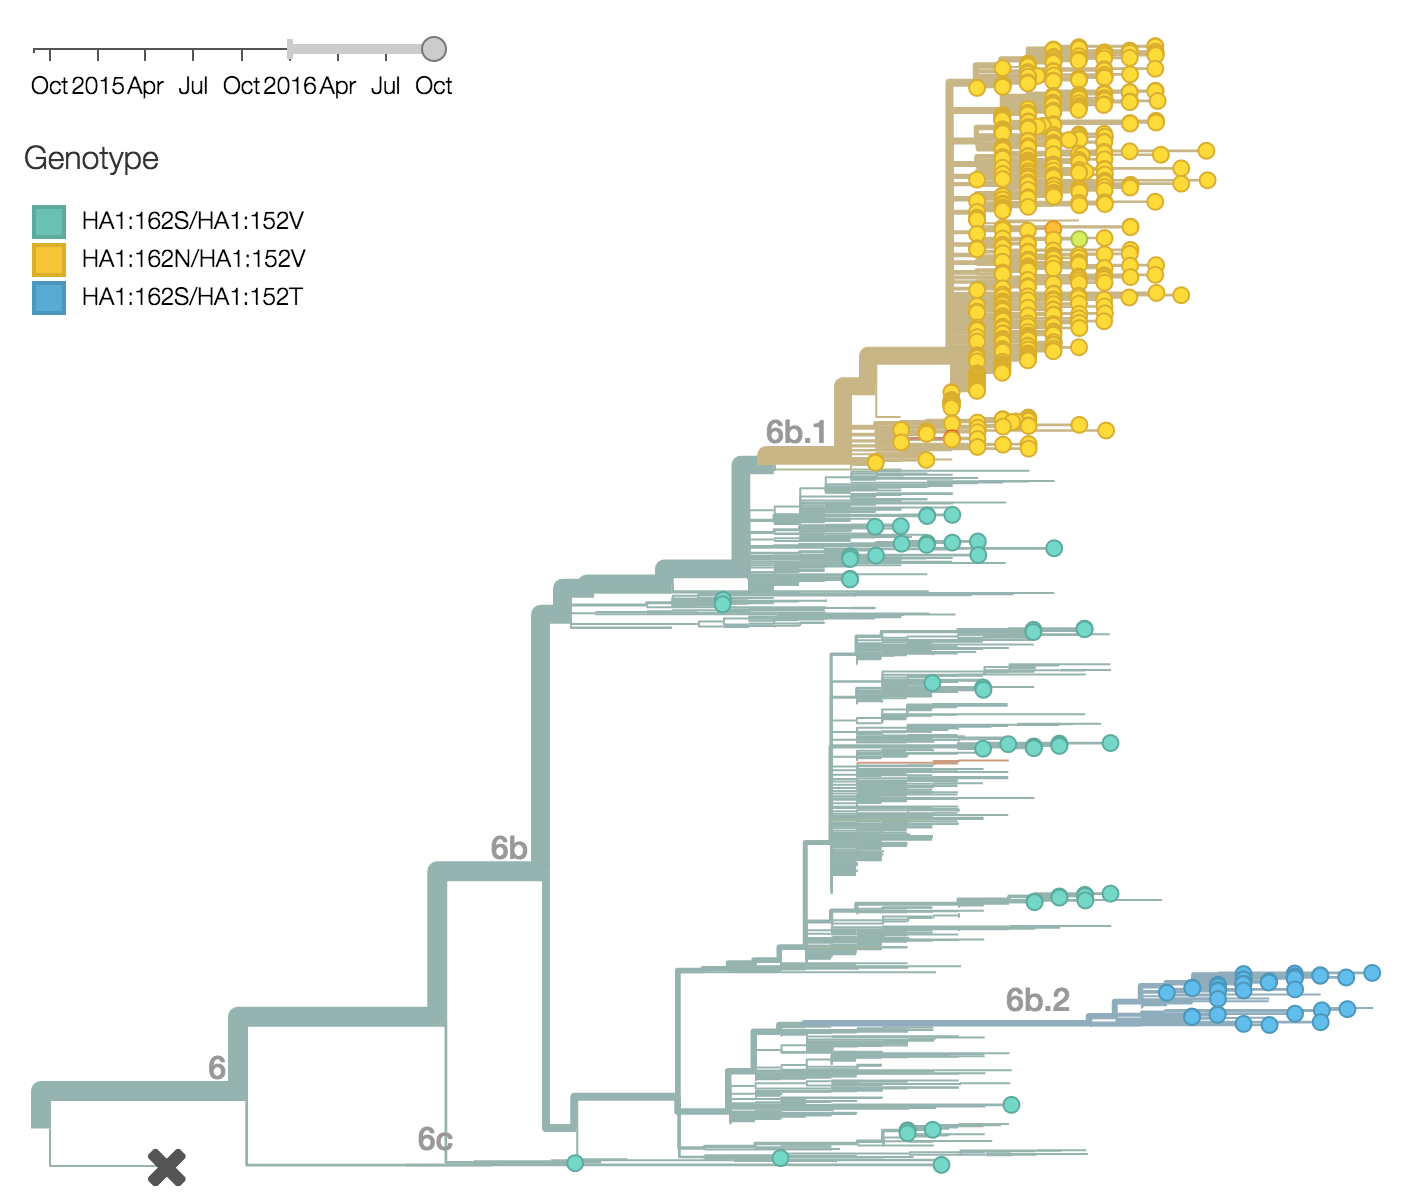 Oct 2015 Apr Jul Oct 2016 Apr Jul Oct
Genotype
HA1:162S/HA1:152V
HA1:162N/HA1:152V
HA1:162S/HA1:152T
6b.1
6b
6b.2
6
6c